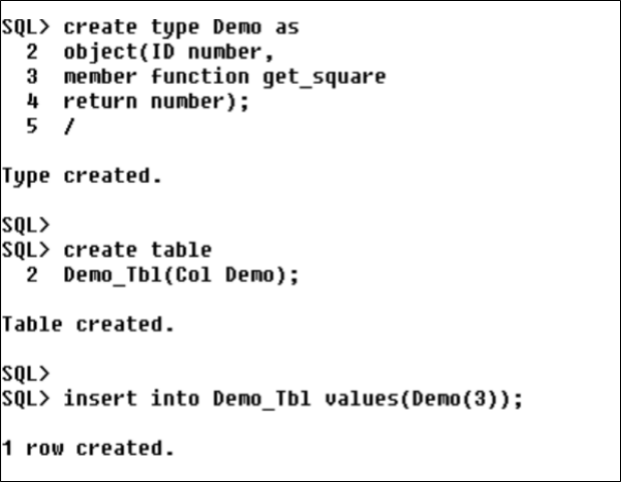 SQL> create type Demo as
2 object(ID number,
3 member function get_square
4 return number);
5 /
Type created.
SQL>
SQL> create table
2 Demo_Tbl(Col Demo);
Table created.
SQL>
SQL> insert into Demo_Tbl values(Demo(3));
1 row created.